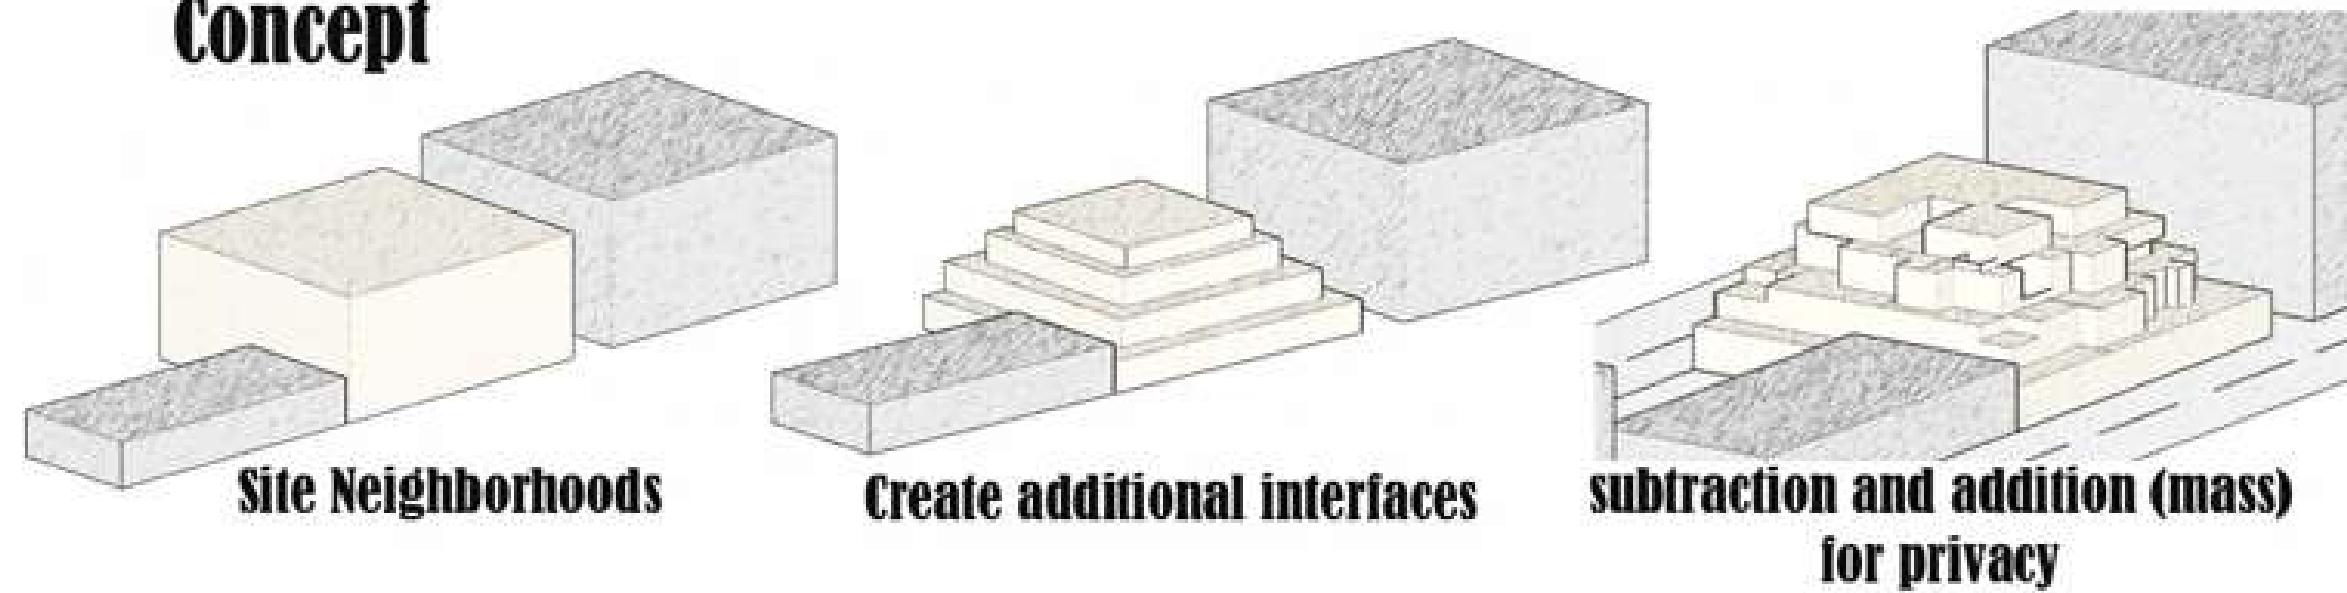 Concept
Site Neighborhoods
Create additional interfaces
subtraction and addition (mass)
for privacy